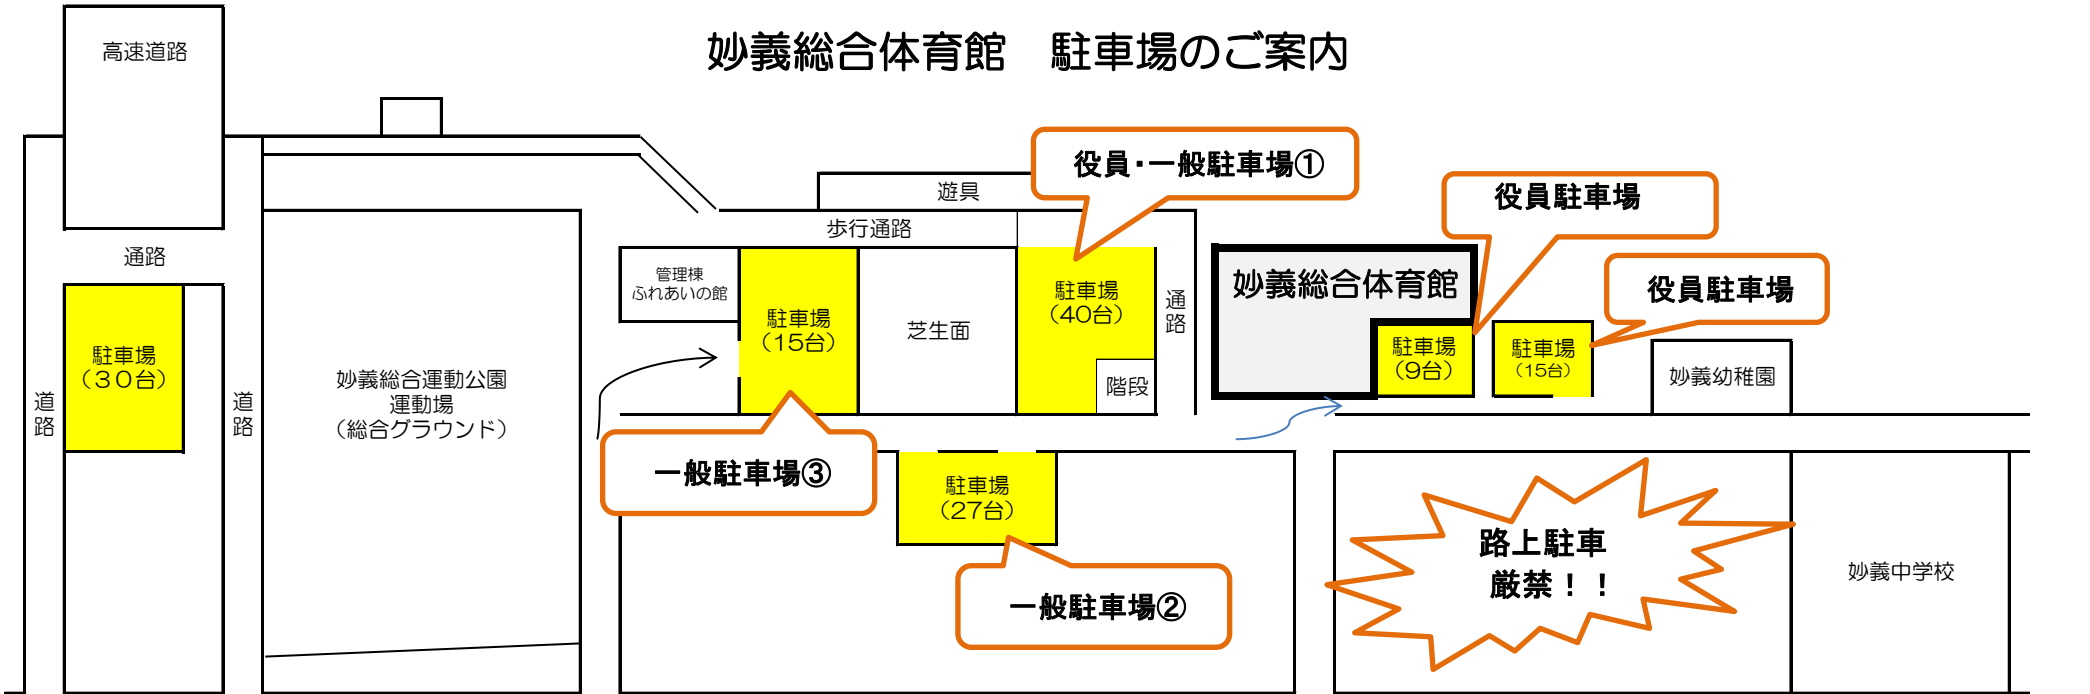 妙義総合体育館　駐車場のご案内
高速道路
役員・一般駐車場①
遊具
役員駐車場
歩行通路
通路
管理棟
ふれあいの館
妙義総合体育館
役員駐車場
駐車場
（40台）
通
路
駐車場
（15台）
芝生面
駐車場
（３０台）
駐車場
（9台）
駐車場
（15台）
妙義幼稚園
階段
妙義総合運動公園
運動場
（総合グラウンド）
道
路
道
路
一般駐車場③
駐車場
（27台）
路上駐車
厳禁！！
妙義中学校
一般駐車場②